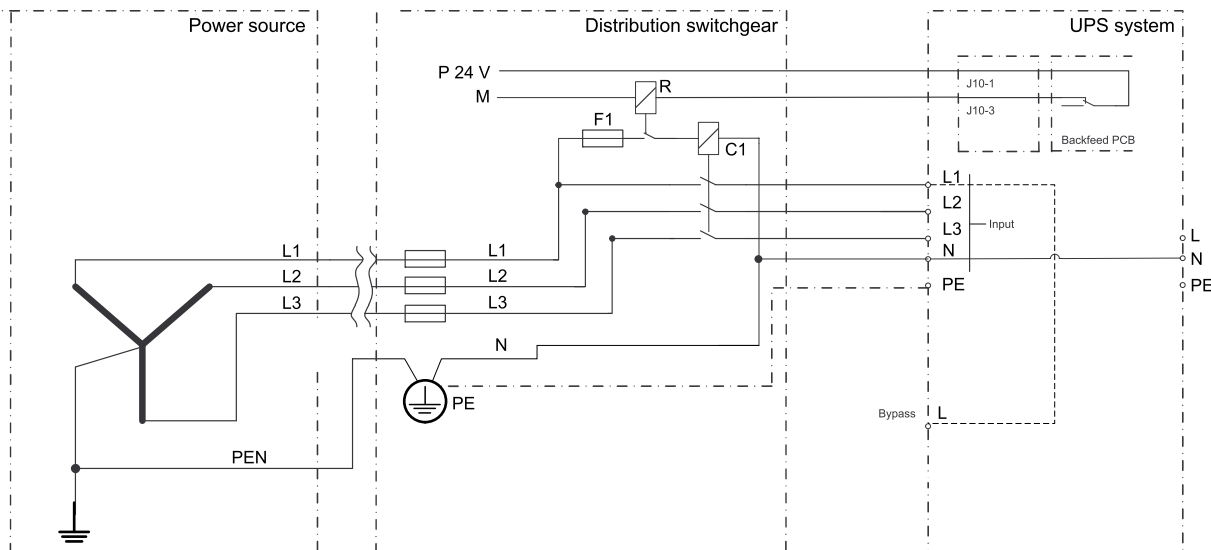 Power source
Distribution switchgear
UPS system
P 24 V
M
R
J10-1
J10-3
Backfeed PCB
F1
C1
L1
L2
L3
N
PE
Input
L1
L2
L3
L1
L2
L3
L
N
PE
N
PE
Bypass
L
PEN